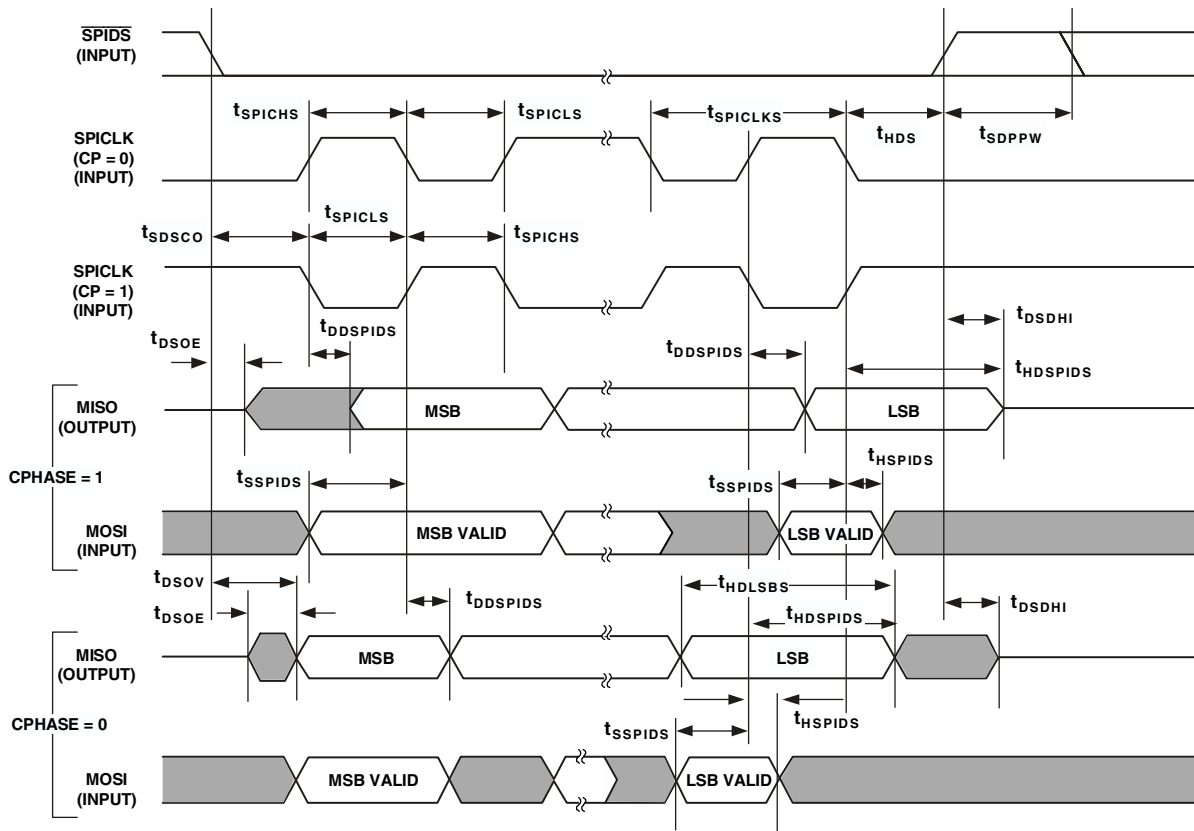 SPIDS
(INPUT)
tSPICHS
tSPICLS
tSPICLKS
tHDS
tSDPPW
SPICLK
(CP = 0)
(INPUT)
tSPICLS
tSDSCO
tSPICHS
SPICLK
(CP = 1)
(INPUT)
tDSOE
tDDSPIDS
tDDSPIDS
tDSDHI
tHDSPIDS
MISO
(OUTPUT)
MSB
LSB
CPHASE = 1
tSSPIDS
tSSPIDS
tHSPIDS
MOSI
(INPUT)
MSB VALID
LSB VALID
tDSOV
tHDLSBS
tDSOE
tDDSPIDS
tHDSPIDS
tDSDHI
MISO
(OUTPUT)
MSB
LSB
CPHASE = 0
tSSPIDS
tHSPIDS
MOSI
(INPUT)
MSB VALID
LSB VALID